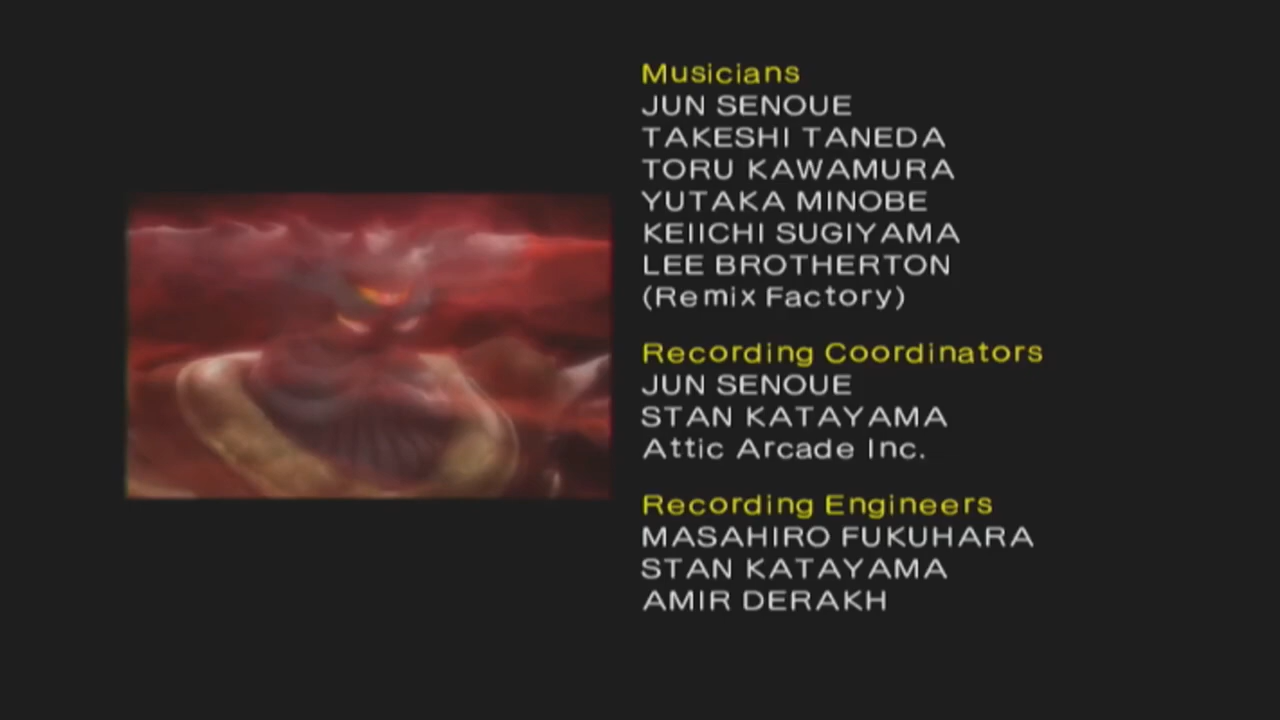 Musicians
JUN SENOUE
TAKESHI TANEDA
TORU KAWAMURA
YUTAKA MINOBE
KEIICHI SUGIYAMA
LEE BROTHERTON
(Remix Factory)
Recording Coordinators
JUN SENOUE
STAN KATAYAMA
Attic Arcade Inc.
Recording Engineers
MASAHIRO FUKUHARA
STAN KATAYAMA
AMIR DERAKH